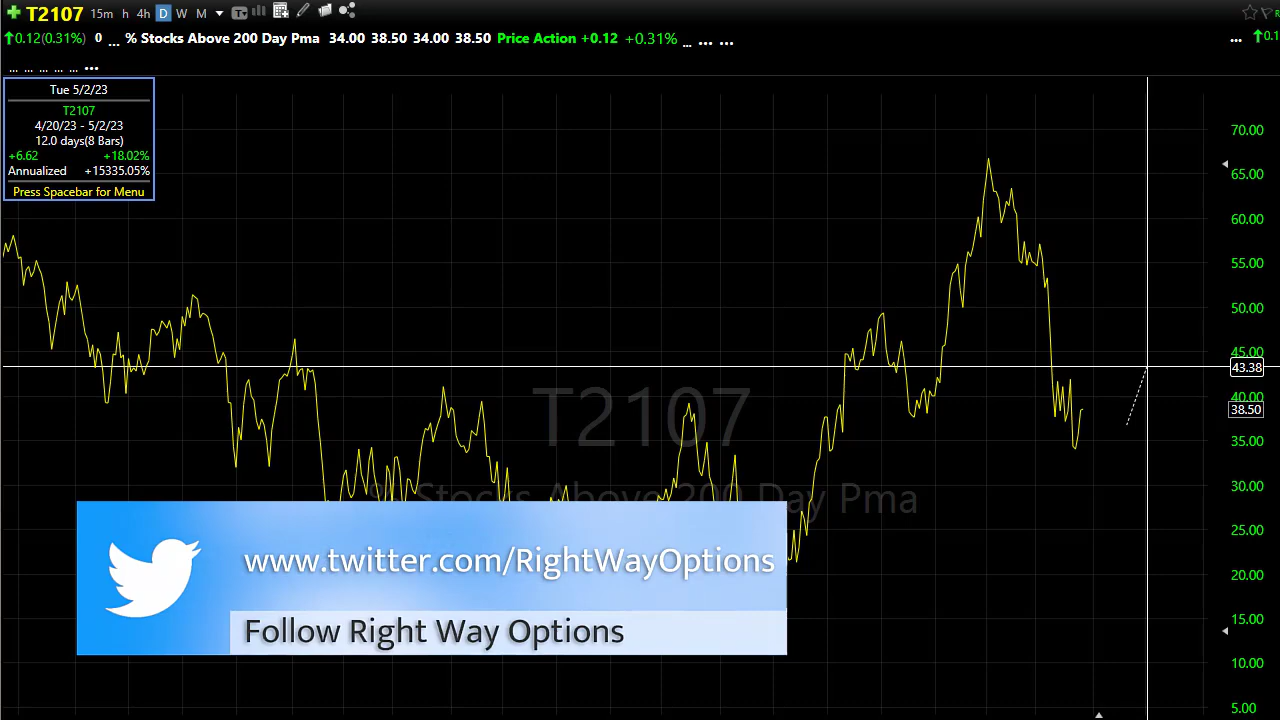 T2107 15m h 4h D W M T
0.12(0.31%) 0 ... % Stocks Above 200 Day Pma 34.00 38.50 34.00 38.50 Price Action +0.12 +0.31% ... ... ... ... 0.1
... ... ... ... ... ...
Tue 5/2/23
T2107
4/20/23 - 5/2/23
12.0 days(8 Bars)
+6.62 +18.02%
Annualized +15335.05%
Press Spacebar for Menu
70.00
65.00
60.00
55.00
50.00
45.00
43.38
40.00
38.50
35.00
30.00
25.00
20.00
15.00
10.00
5.00
T2107
% Stocks Above 200 Day Pma
www.twitter.com/RightWayOptions
Follow Right Way Options